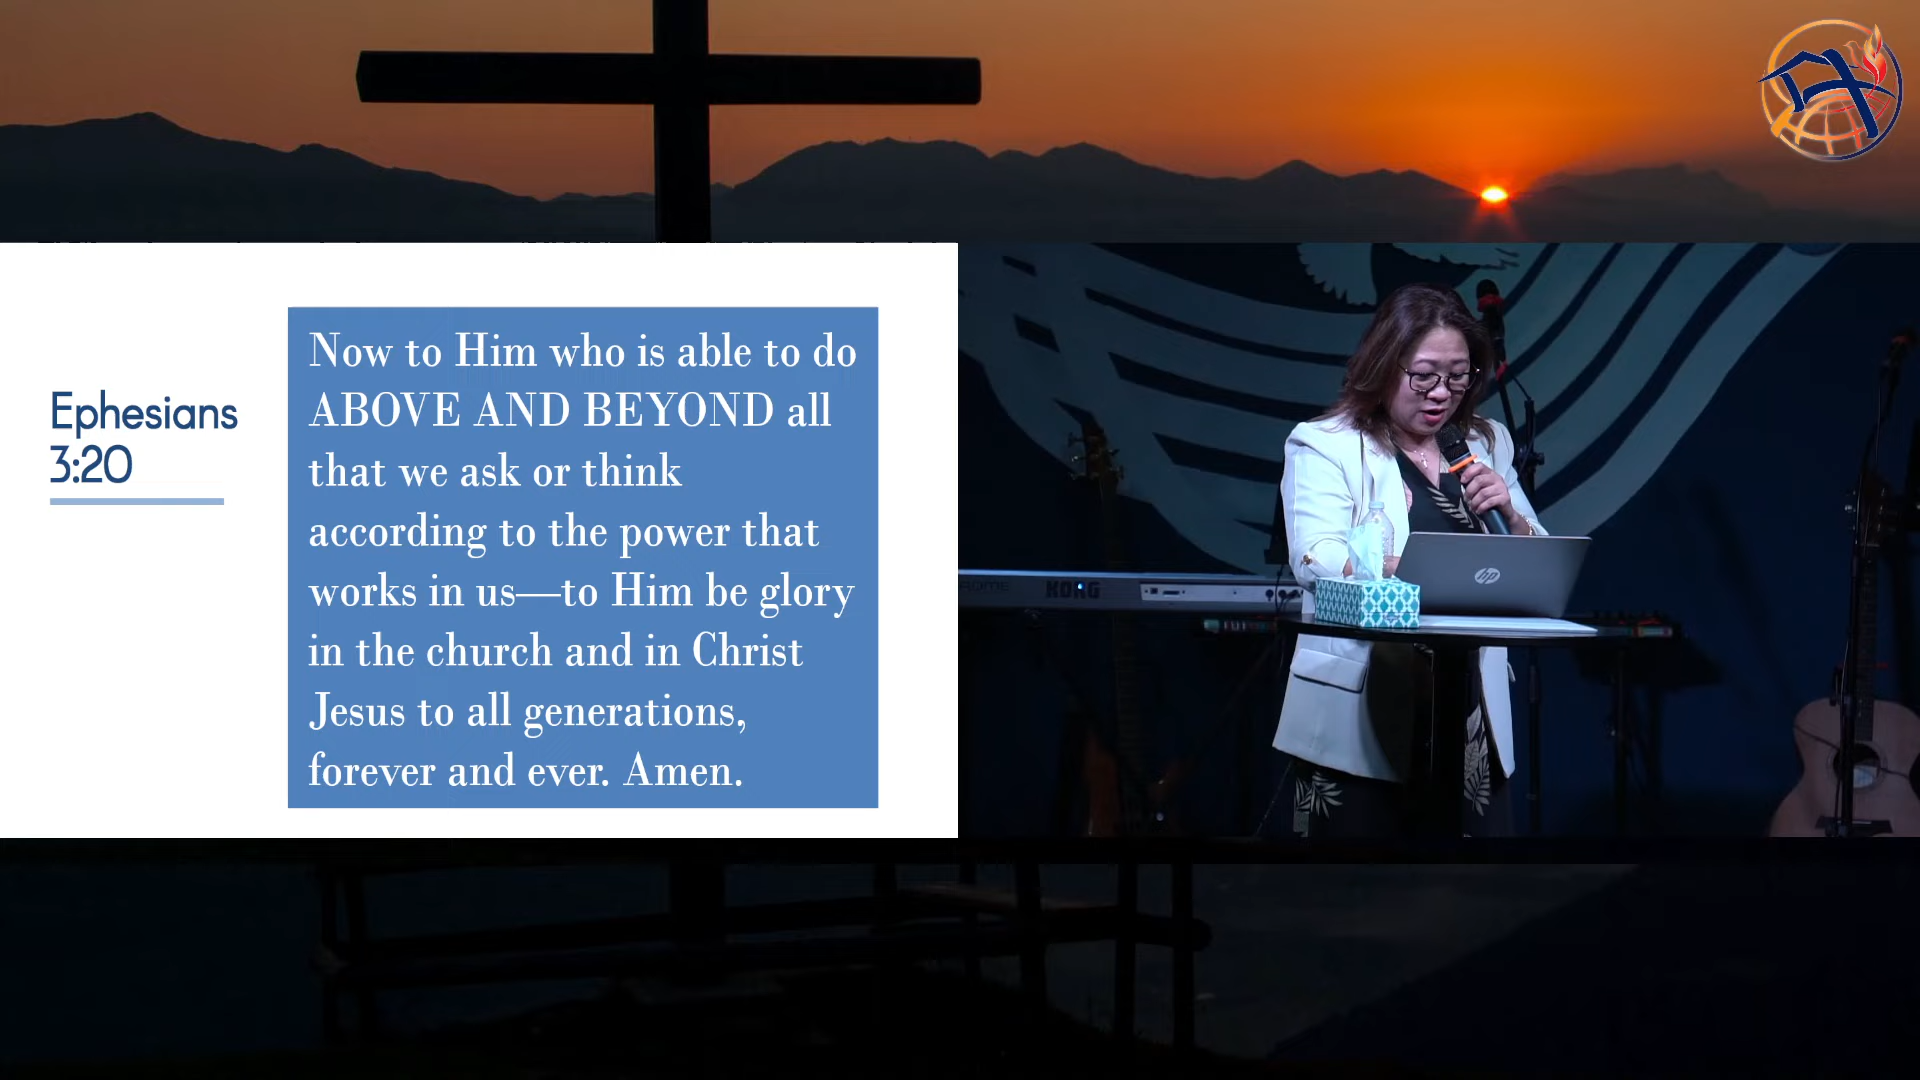 Ephesians
3:20
Now to Him who is able to do
ABOVE AND BEYOND all
that we ask or think
according to the power that
works in us—to Him be glory
in the church and in Christ
Jesus to all generations,
forever and ever. Amen.
KORG
hp